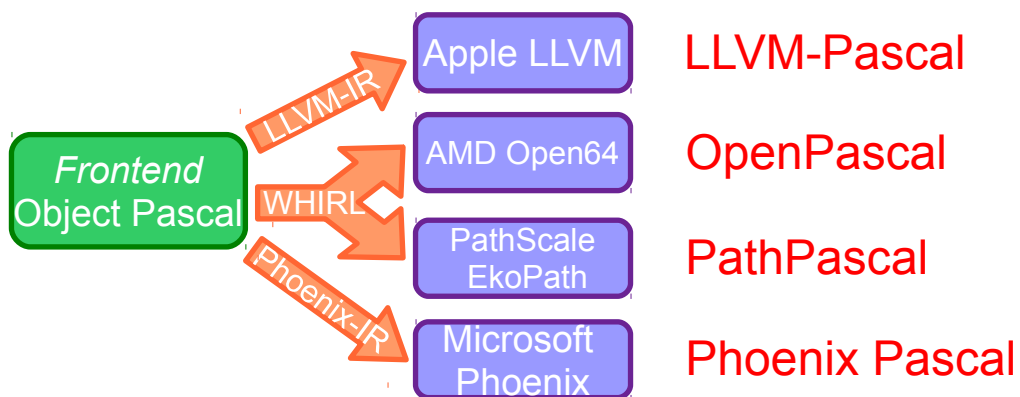 Frontend
Object Pascal
LLVM-IR
WHIRL
Phoenix-IR
Apple LLVM
AMD Open64
PathScale
EkoPath
Microsoft
Phoenix
LLVM-Pascal
OpenPascal
PathPascal
Phoenix Pascal